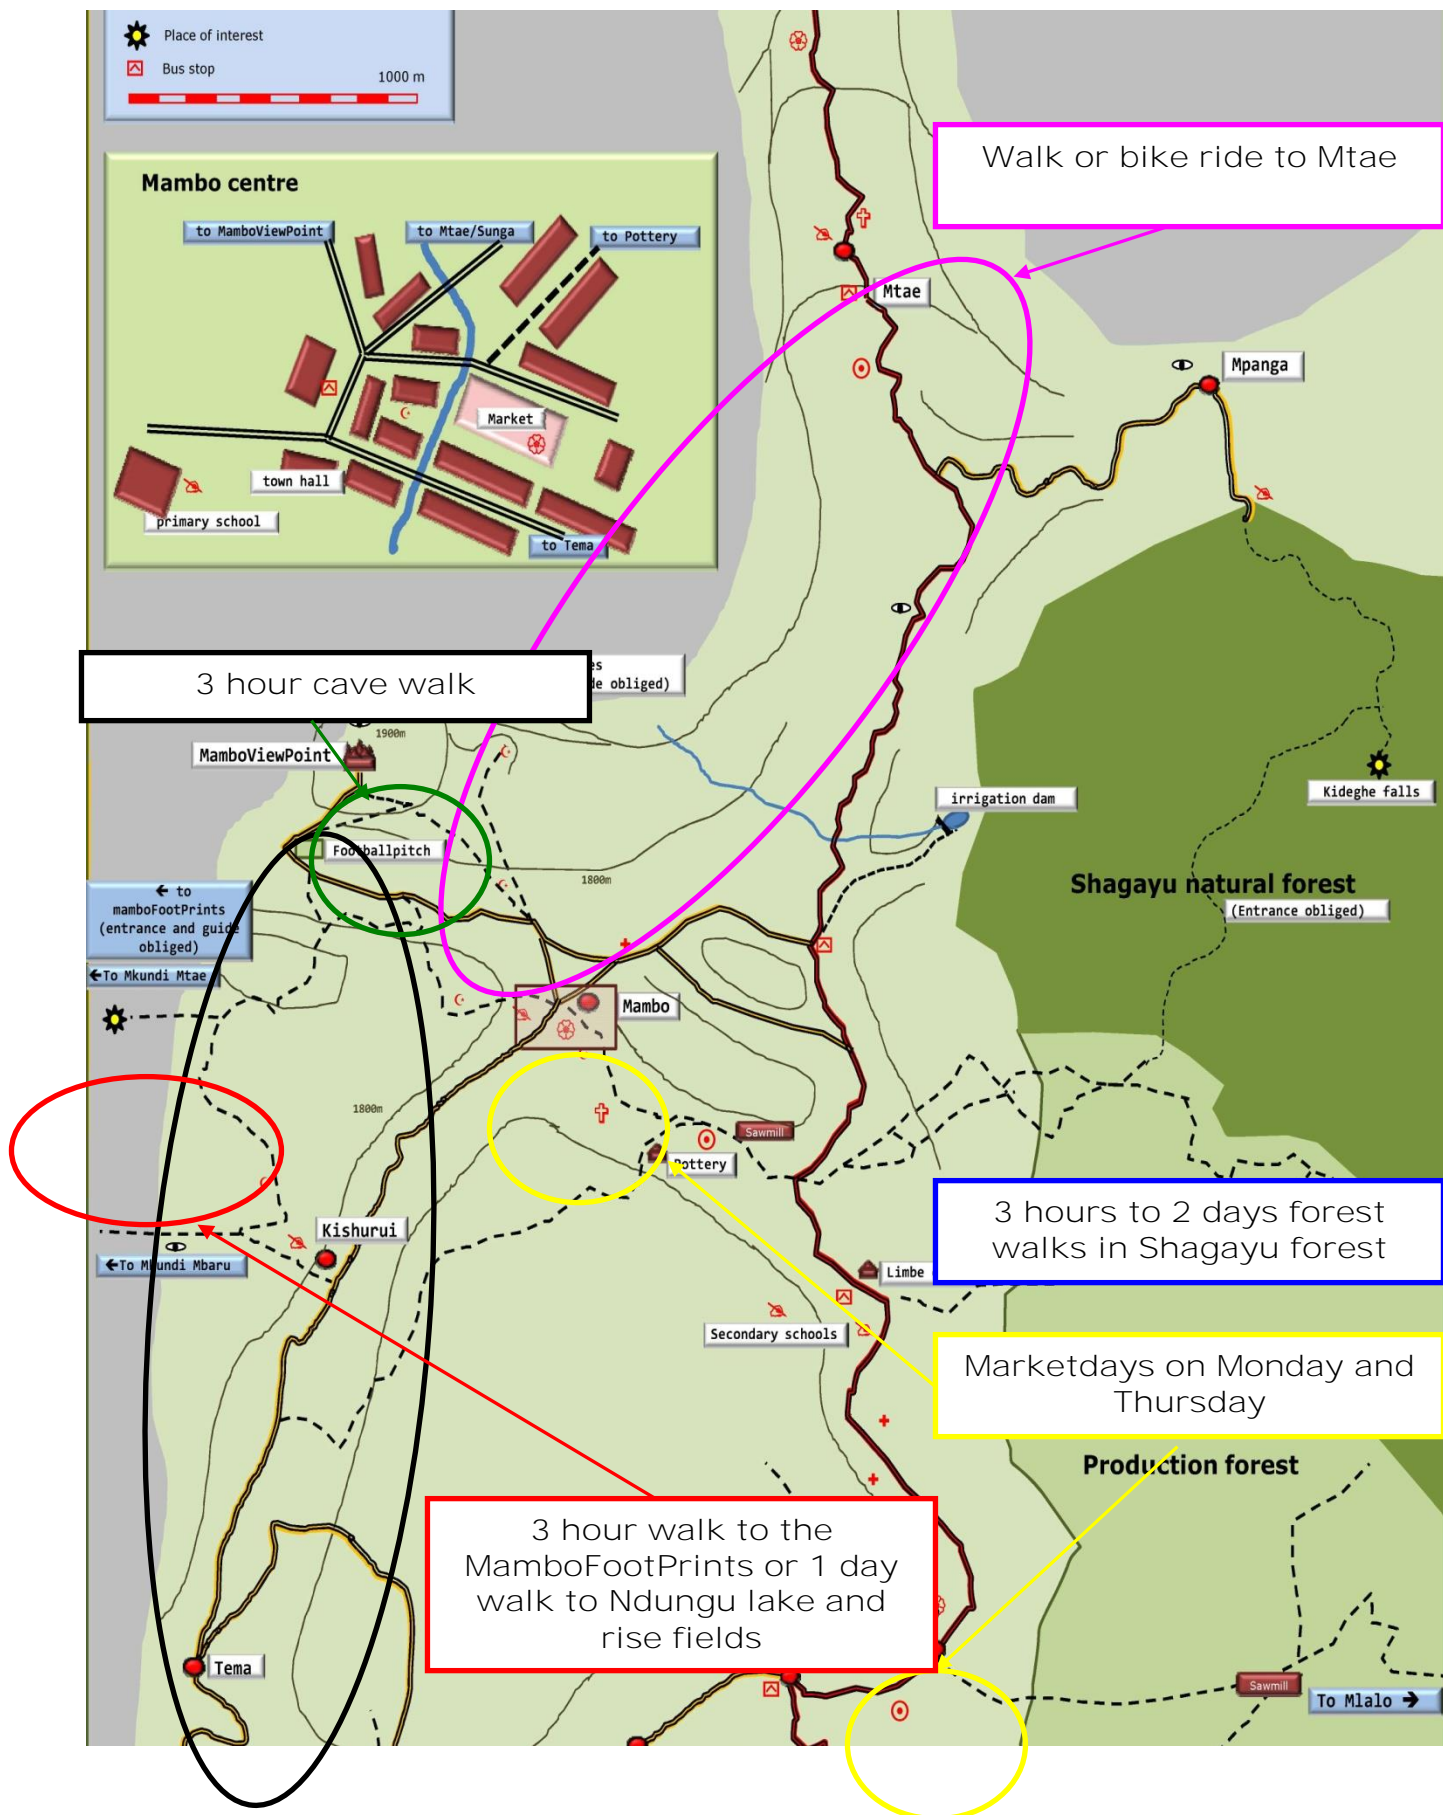 Place of interest
Bus stop
1000 m
Mambo centre
to MamboViewPoint
to Mtae/Sunga
to Pottery
Market
town hall
primary school
to Tema
Walk or bike ride to Mtae
Mtae
Mpanga
3 hour cave walk
de obliged)
1900m
MamboViewPoint
Footballpitch
1800m
irrigation dam
Kideghe falls
Shagayu natural forest
(Entrance obliged)
← to
mamboFootPrints
(entrance and guide
obliged)
←To Mkundi Mtae
Mambo
1800m
Sawmill
Pottery
Kishurui
←To Mkundi Mbaru
3 hours to 2 days forest
walks in Shagayu forest
Limbe
Secondary schools
Marketdays on Monday and
Thursday
Production forest
3 hour walk to the
MamboFootPrints or 1 day
walk to Ndungu lake and
rise fields
Tema
Sawmill
To Mlalo →